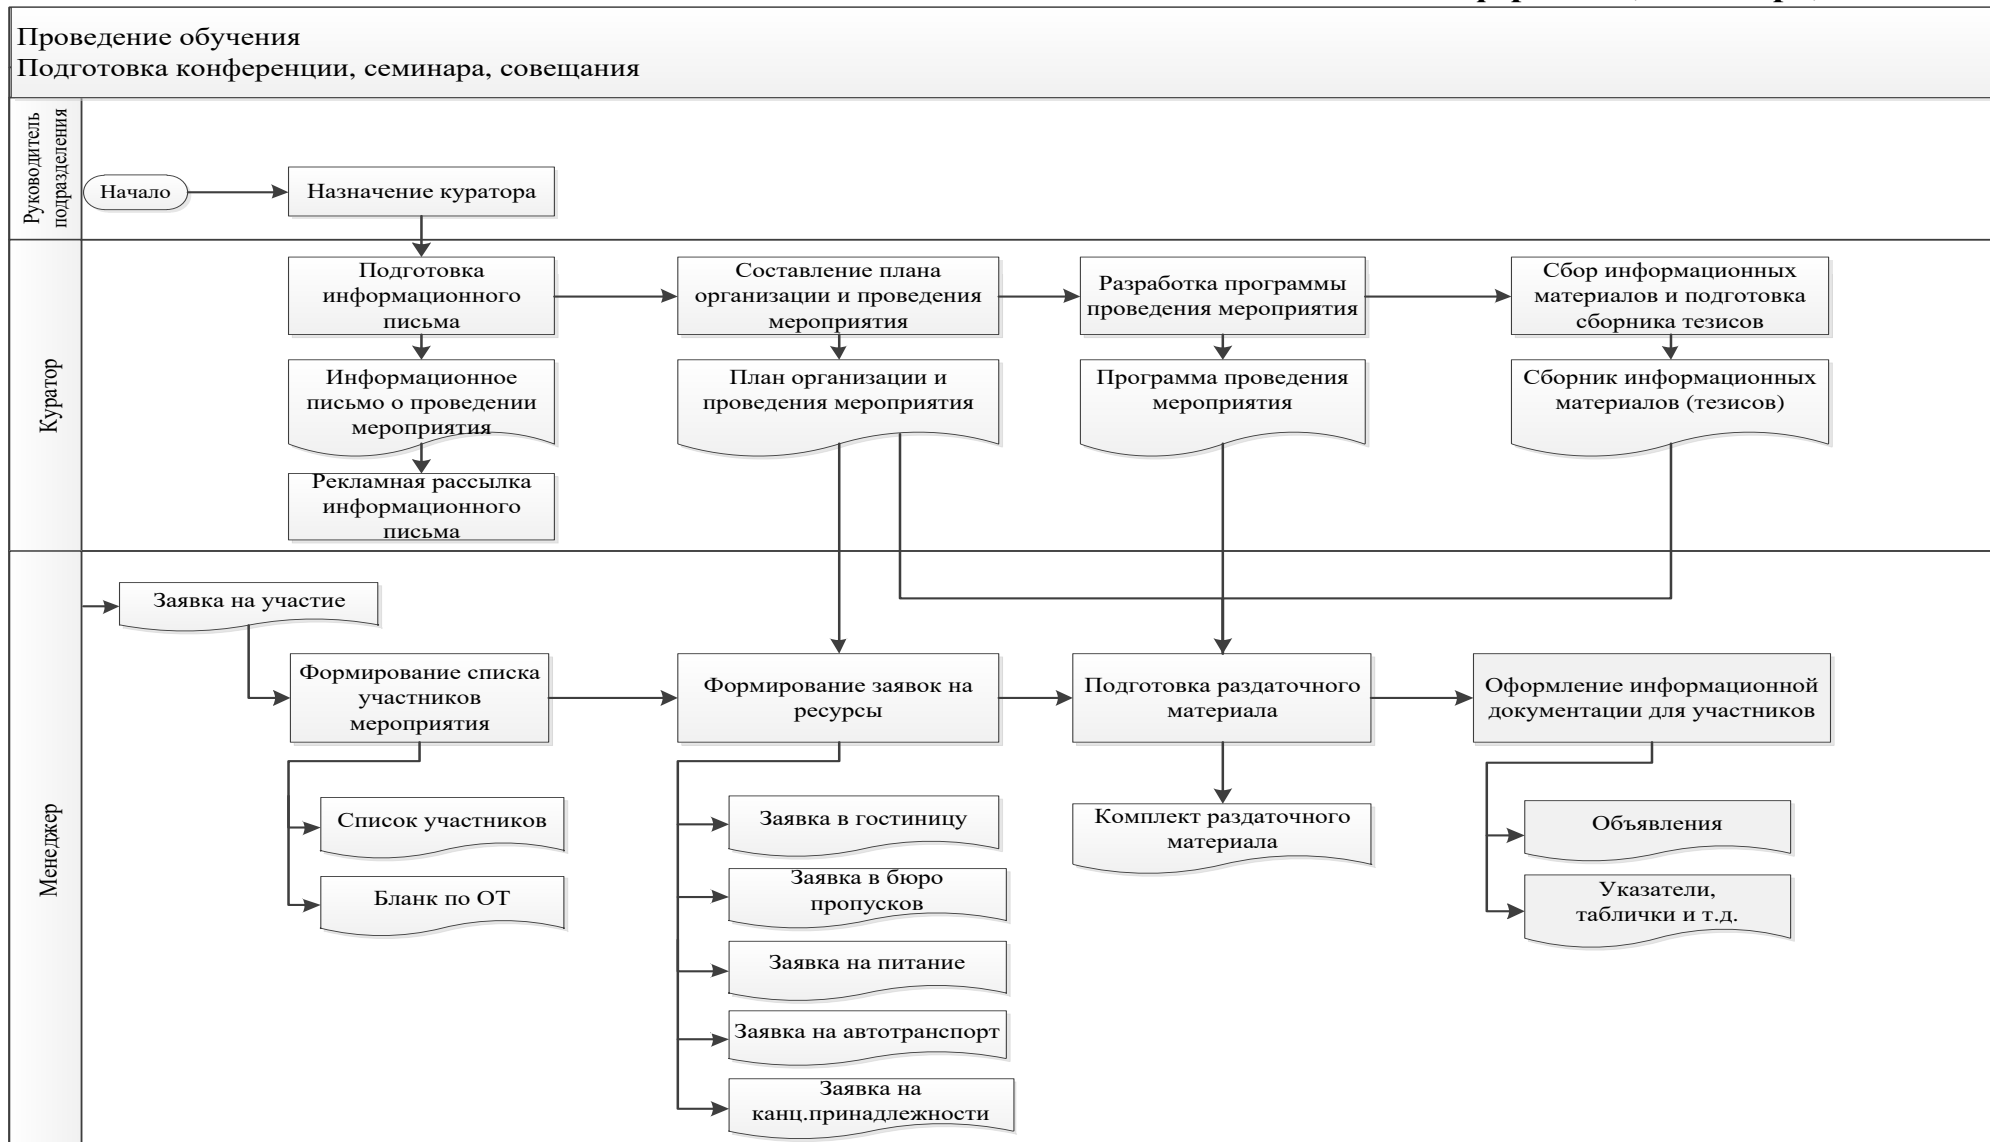 Проведение обучения
Подготовка конференции, семинара, совещания
Руководитель
подразделения
Начало
Назначение куратора
Куратор
Подготовка
информационного
письма
Составление плана
организации и проведения
мероприятия
Разработка программы
проведения мероприятия
Сбор информационных
материалов и подготовка
сборника тезисов
Информационное
письмо о проведении
мероприятия
План организации и
проведения мероприятия
Программа проведения
мероприятия
Сборник информационных
материалов (тезисов)
Рекламная рассылка
информационного
письма
Менеджер
Заявка на участие
Формирование списка
участников
мероприятия
Формирование заявок на
ресурсы
Подготовка раздаточного
материала
Оформление информационной
документации для участников
Список участников
Бланк по ОТ
Заявка в гостиницу
Заявка в бюро
пропусков
Заявка на питание
Заявка на автотранспорт
Заявка на
канц.принадлежности
Комплект раздаточного
материала
Объявления
Указатели,
таблички и т.д.